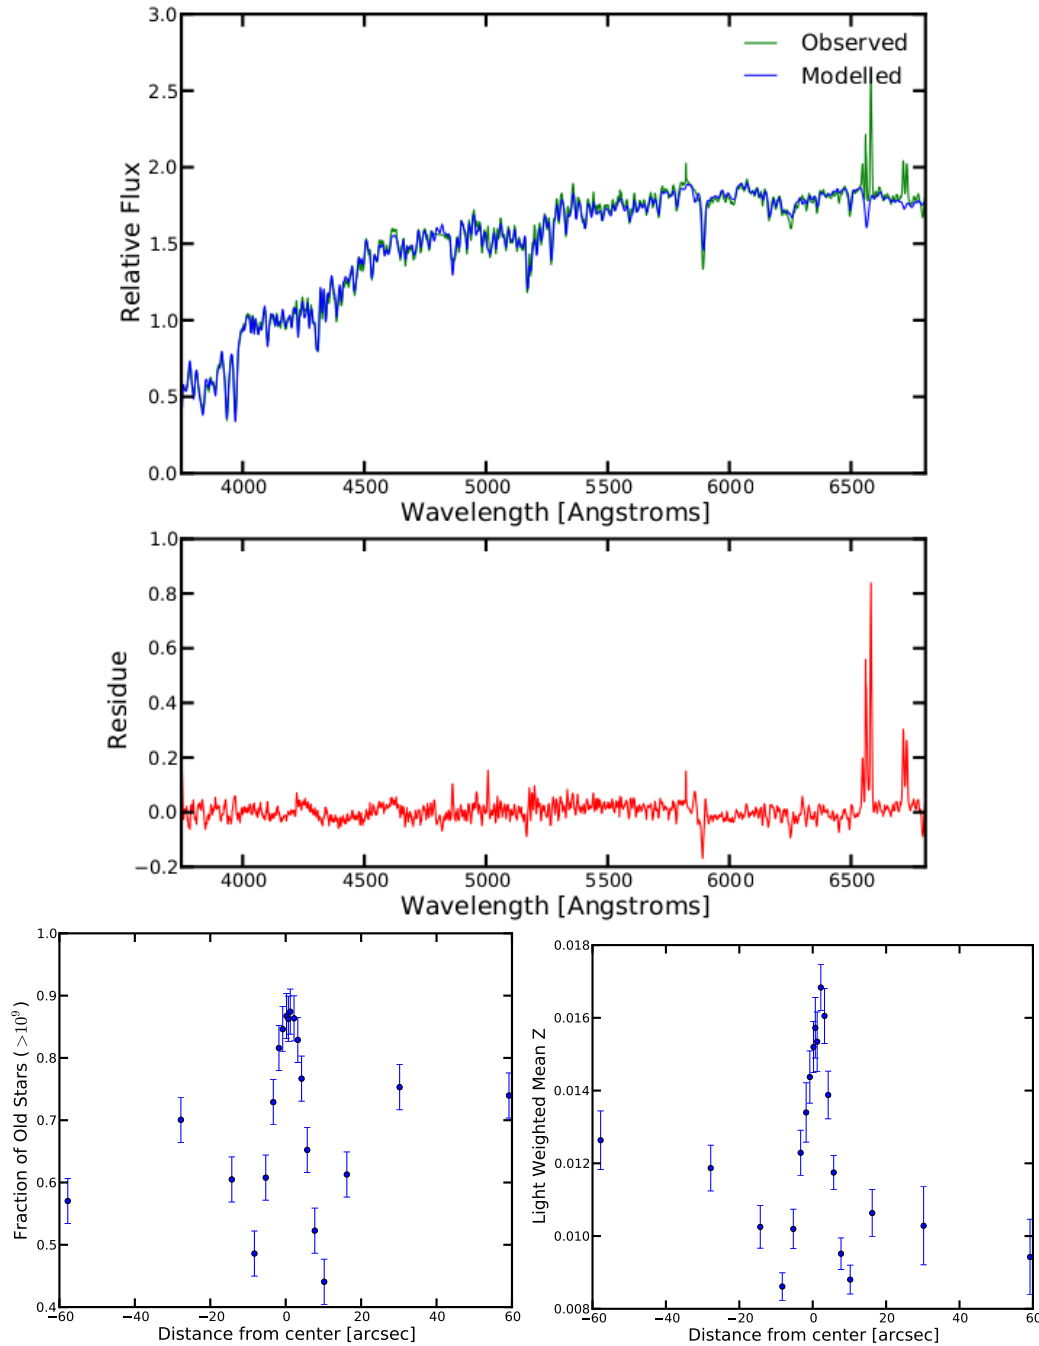 3.0
2.5
2.0
1.5
1.0
0.5
0.0
Relative Flux
Observed
Modelled
4000 4500 5000 5500 6000 6500
Wavelength [Angstroms]
1.0
0.8
0.6
0.4
0.2
0.0
−0.2
Residue
4000 4500 5000 5500 6000 6500
Wavelength [Angstroms]
1.0
0.9
0.8
0.7
0.6
0.5
0.4
Fraction of Old Stars ( >10⁹)
−60 −40 −20 0 20 40 60
Distance from center [arcsec]
0.018
0.016
0.014
0.012
0.010
0.008
Light Weighted Mean Z
−60 −40 −20 0 20 40 60
Distance from center [arcsec]